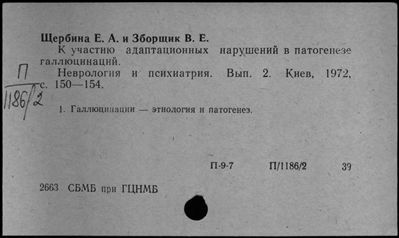 Щербина Е. А. и Зборщик В. Е.
К участию адаптационных нарушений в патогенезе
галлюцинаций.
Неврология и психиатрия. Вып. 2. Киев, 1972,
с. 150—154.
П
1186/2
1. Галлюцинации — этнология и патогенез.
П-9-7 П/1186/2 39
2663 СБМБ при ГЦНМБ